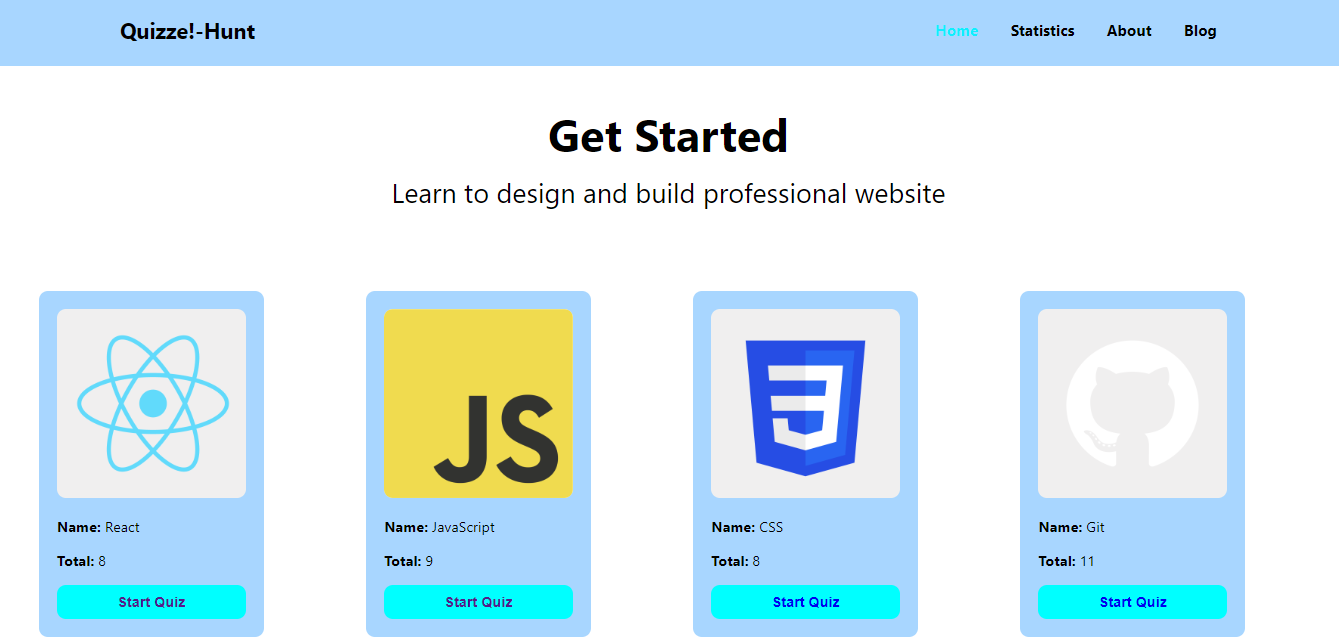 Quizze!-Hunt
Home Statistics About Blog
Get Started
Learn to design and build professional website
JS
Name: React
Total: 8
Start Quiz
Name: JavaScript
Total: 9
Start Quiz
3
Name: CSS
Total: 8
Start Quiz
Name: Git
Total: 11
Start Quiz